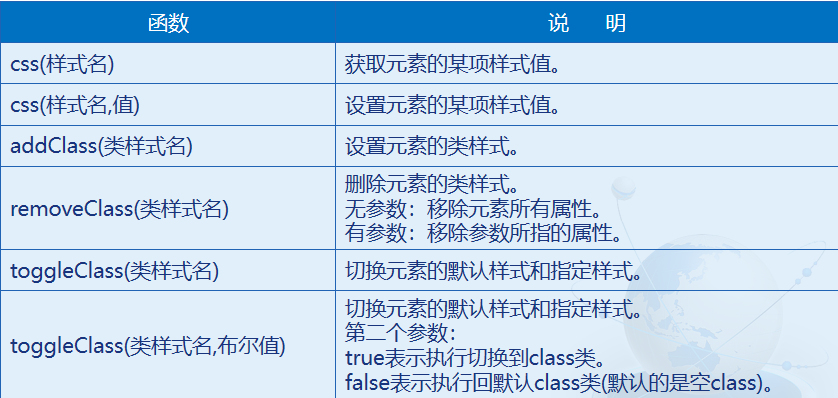 函数 说 明
css(样式名) 获取元素的某项样式值。
css(样式名,值) 设置元素的某项样式值。
addClass(类样式名) 设置元素的类样式。
removeClass(类样式名) 删除元素的类样式。
无参数：移除元素所有属性。
有参数：移除参数所指的属性。
toggleClass(类样式名) 切换元素的默认样式和指定样式。
toggleClass(类样式名,布尔值) 切换元素的默认样式和指定样式。
第二个参数：
true表示执行切换到class类。
false表示执行回默认class类(默认的是空class)。